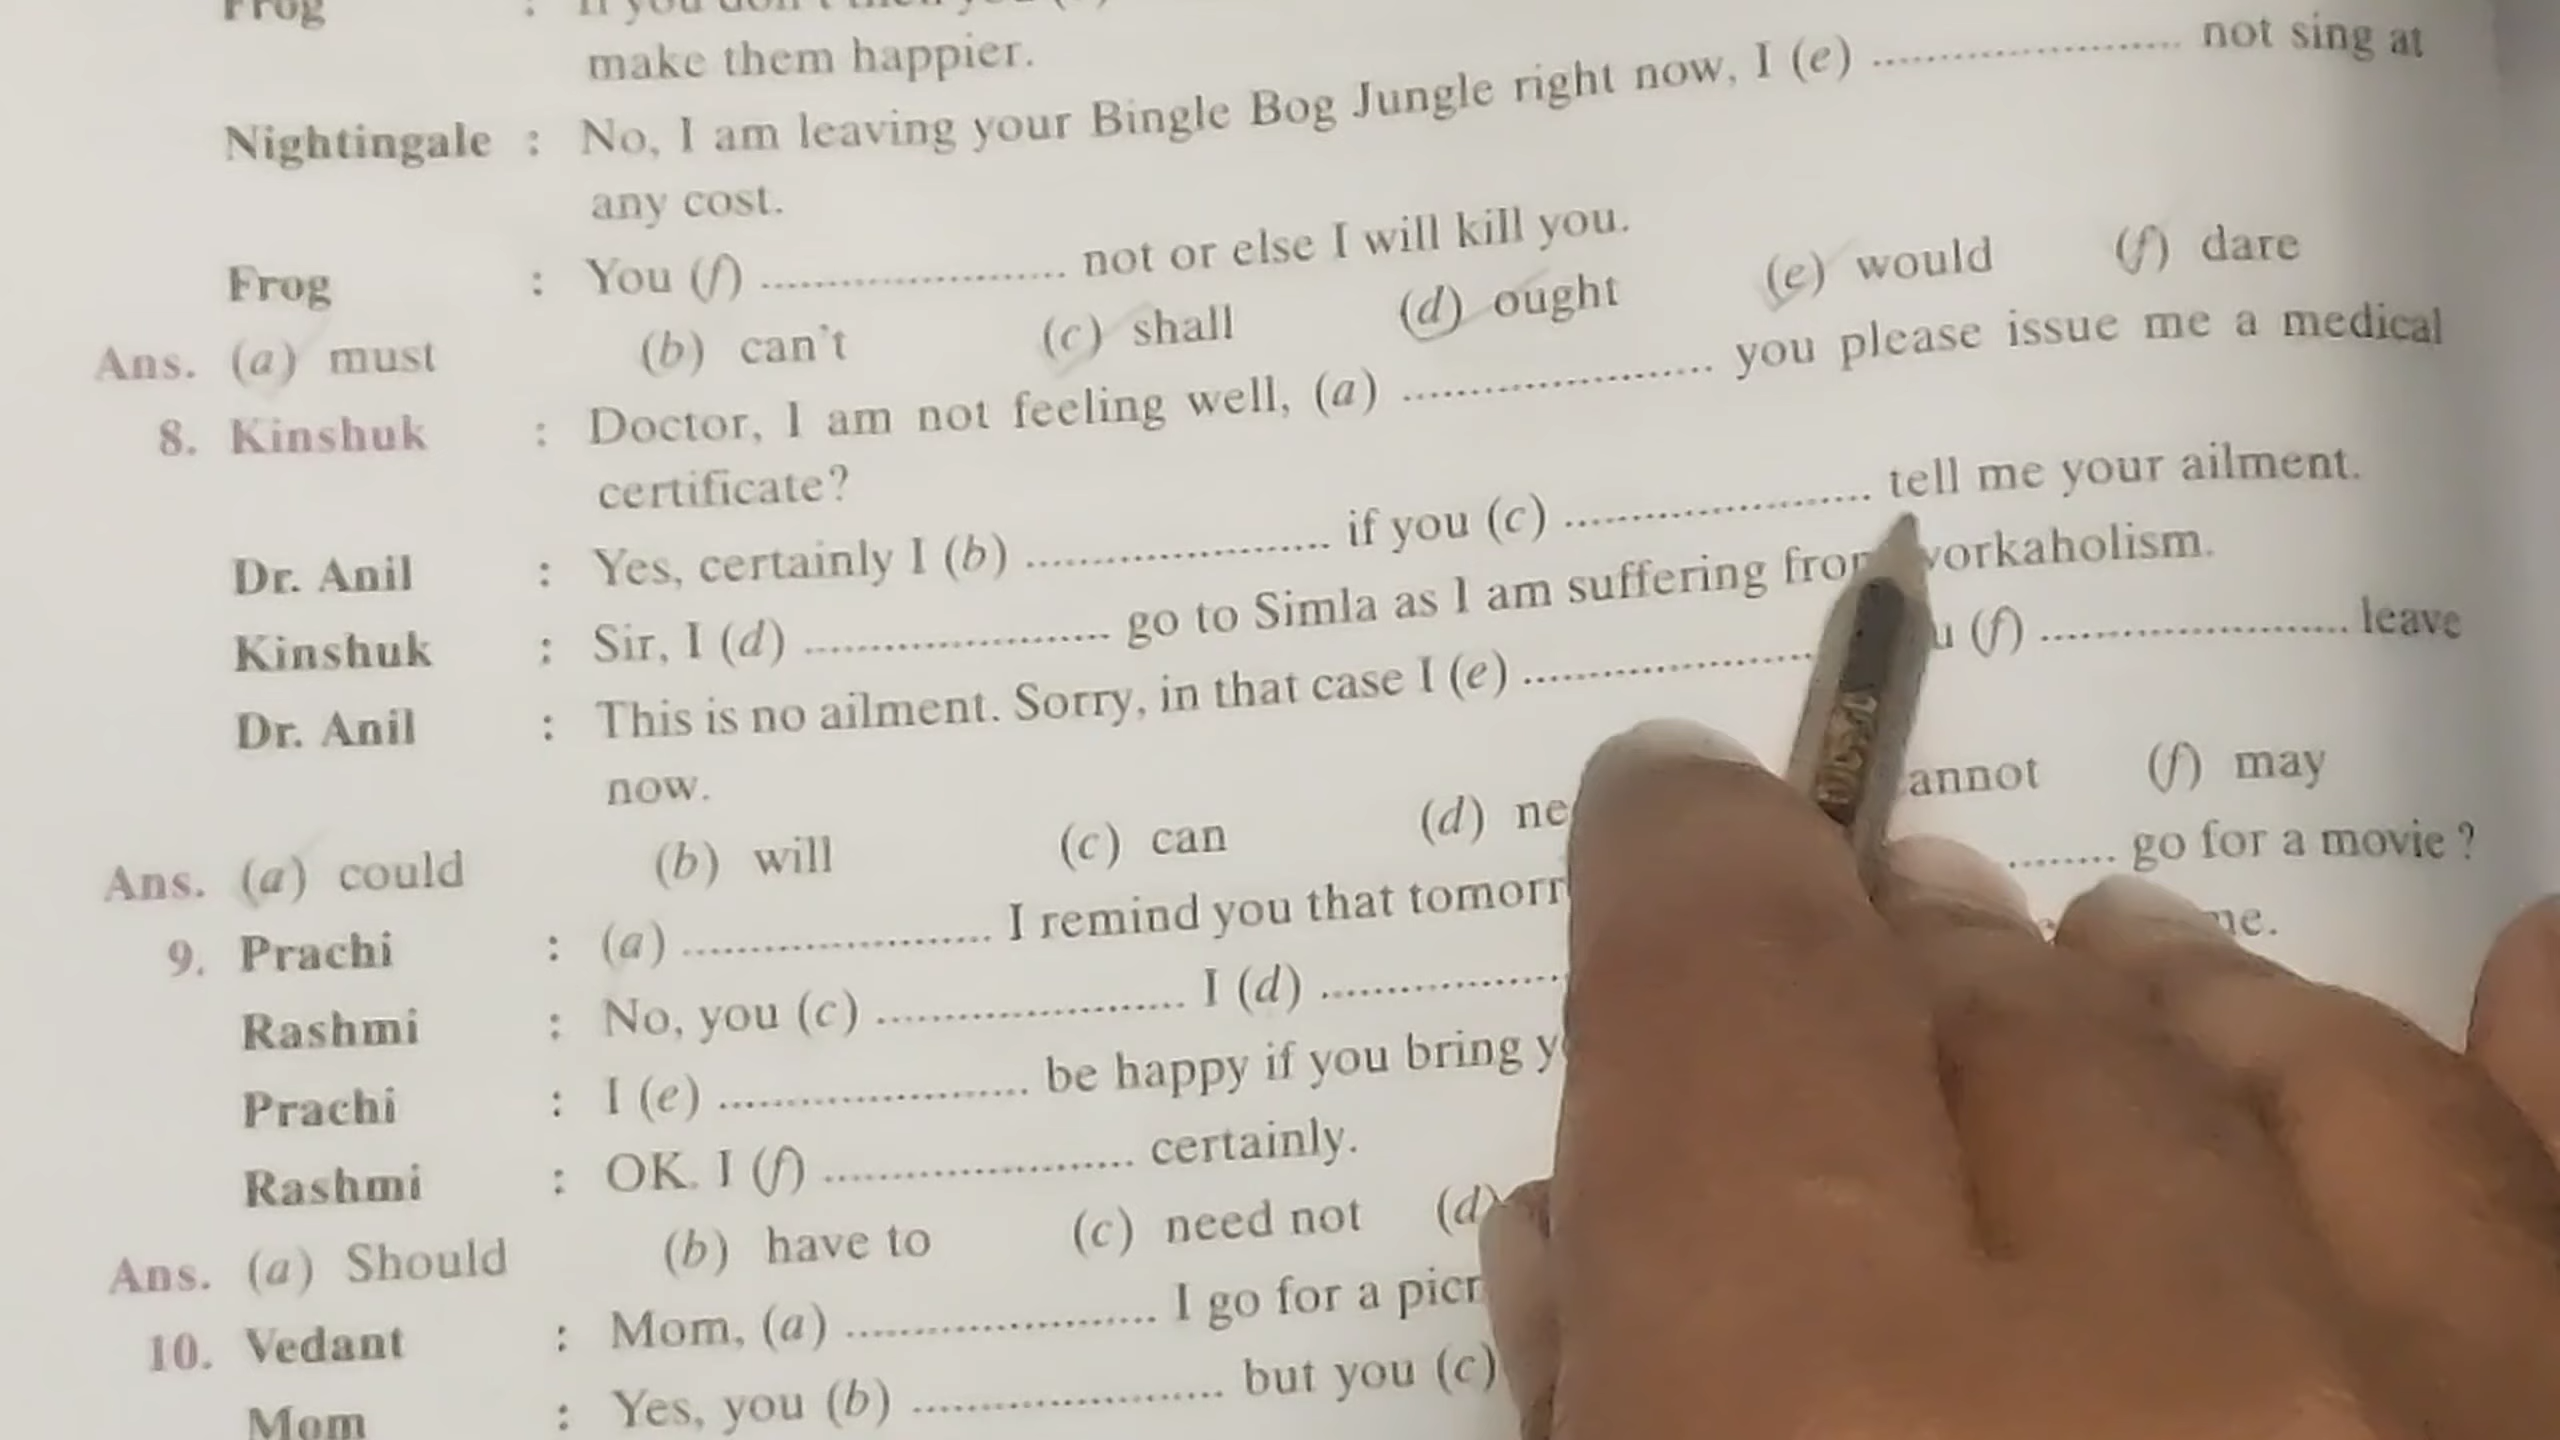 Frog : If you don't then you
make them happier.
Nightingale : No, I am leaving your Bingle Bog Jungle right now, I (e) .................... not sing at
any cost.
Frog : You (f) .................... not or else I will kill you.
Ans. (a) must (b) can't (c) shall (d) ought (e) would (f) dare
8. Kinshuk : Doctor, I am not feeling well, (a) .................... you please issue me a medical
certificate?
Dr. Anil : Yes, certainly I (b) .................... if you (c) .................... tell me your ailment.
Kinshuk : Sir, I (d) .................... go to Simla as I am suffering from workaholism.
Dr. Anil : This is no ailment. Sorry, in that case I (e) .................... (f) .................... leave
now.
Ans. (a) could (b) will (c) can (d) (f) may
9. Prachi : (a) .................... I remind you that ........ go for a movie ?
Rashmi : No, you (c) .................... I (d) ....................
Prachi : I (e) .................... be happy if you bring
Rashmi : OK. I (f) .................... certainly.
Ans. (a) Should (b) have to (c) need not (d)
10. Vedant : Mom, (a) .................... I go for a
Mom : Yes, you (b) .................... but you (c)